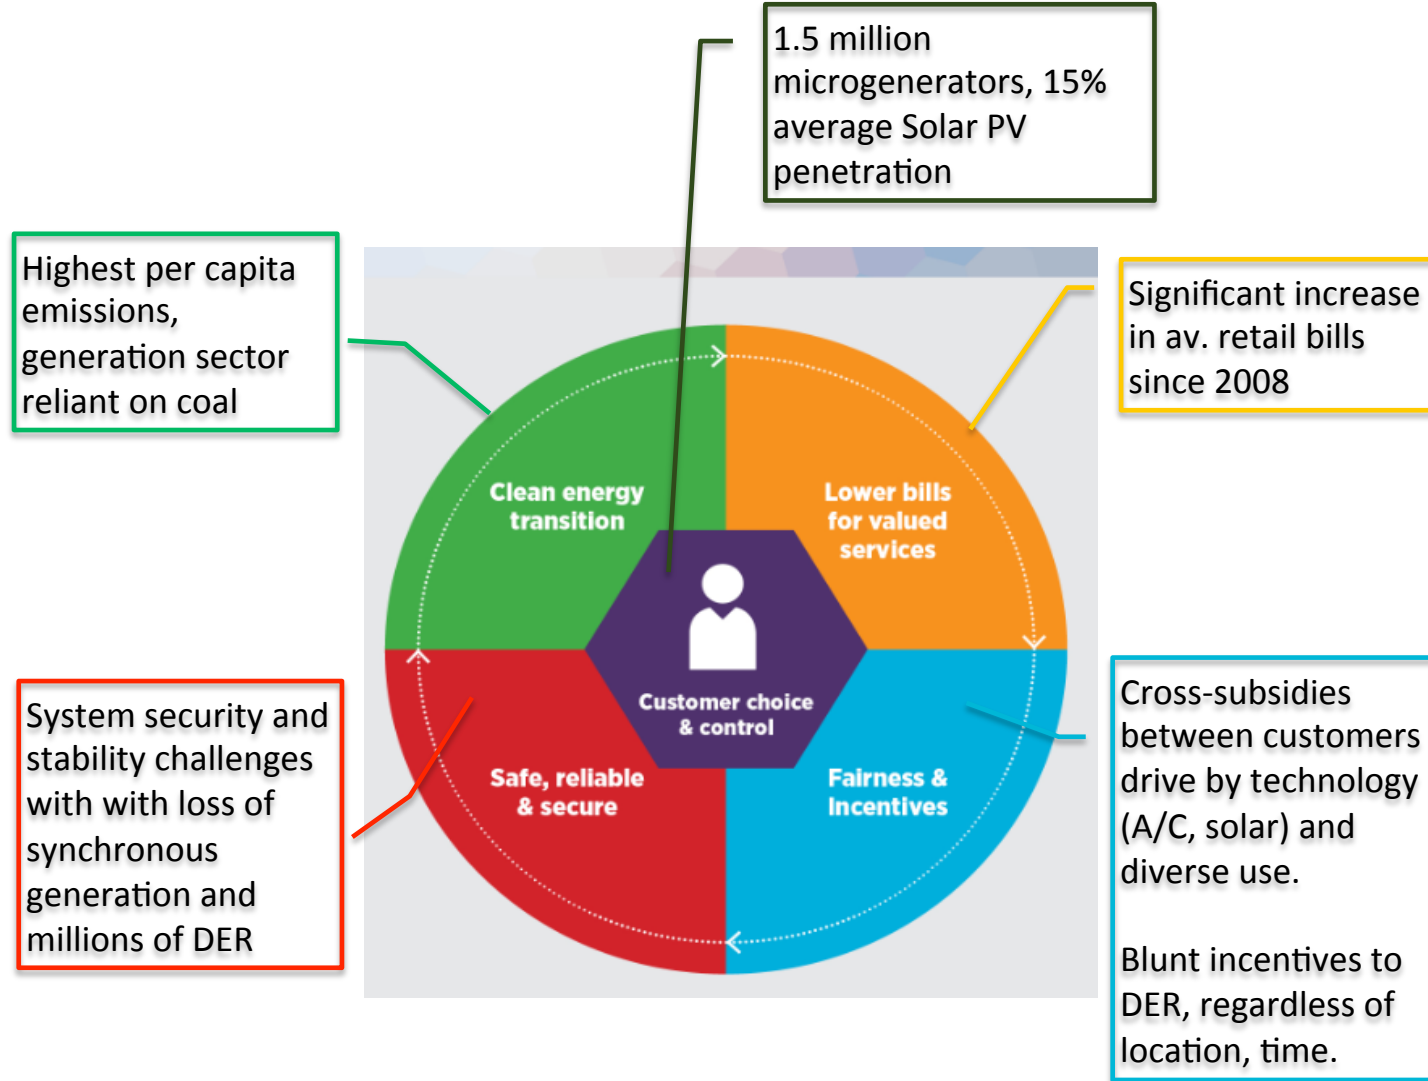 1.5 million
microgenerators, 15%
average Solar PV
penetration
Highest per capita
emissions,
generation sector
reliant on coal
Significant increase
in av. retail bills
since 2008
Clean energy
transition
Lower bills
for valued
services
Customer choice
& control
Safe, reliable
& secure
Fairness &
Incentives
System security and
stability challenges
with with loss of
synchronous
generation and
millions of DER
Cross-subsidies
between customers
drive by technology
(A/C, solar) and
diverse use.
Blunt incentives to
DER, regardless of
location, time.